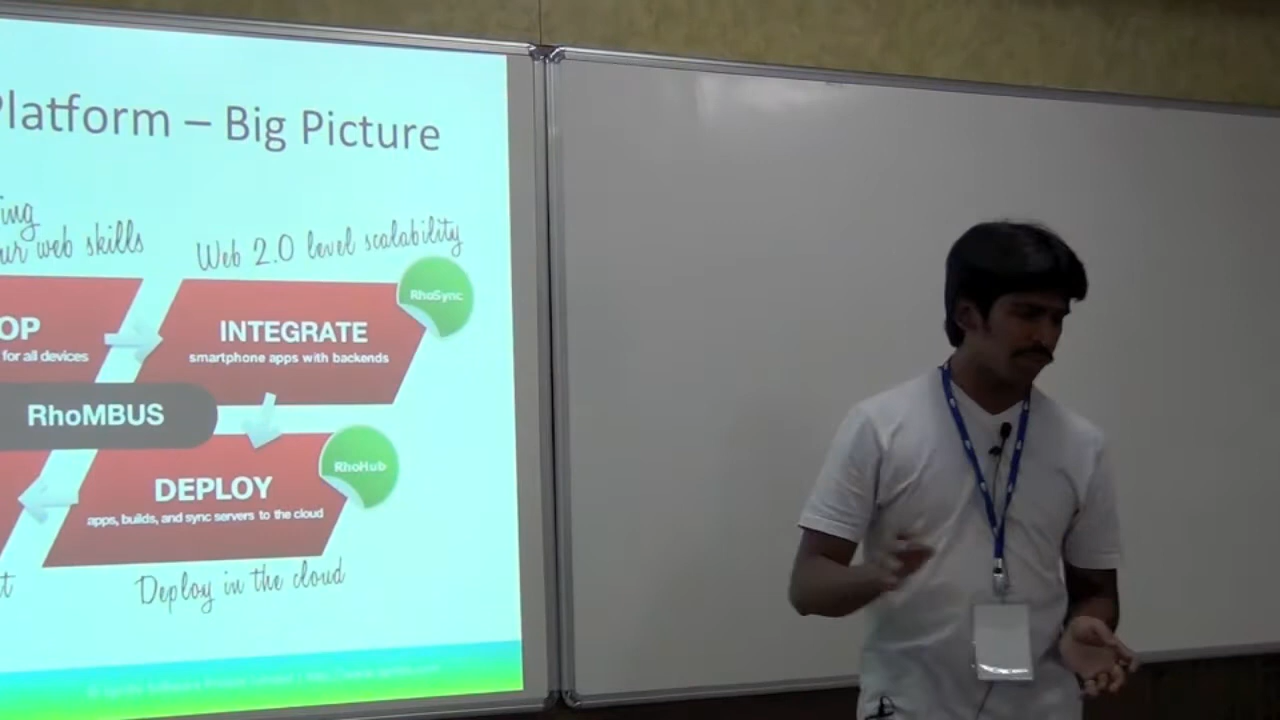 Platform – Big Picture
ing
ur web skills
Web 2.0 level scalability
RhoSync
OP
for all devices
INTEGRATE
smartphone apps with backends
RhoMBUS
RhoHub
DEPLOY
apps, builds, and sync servers to the cloud
t
Deploy in the cloud